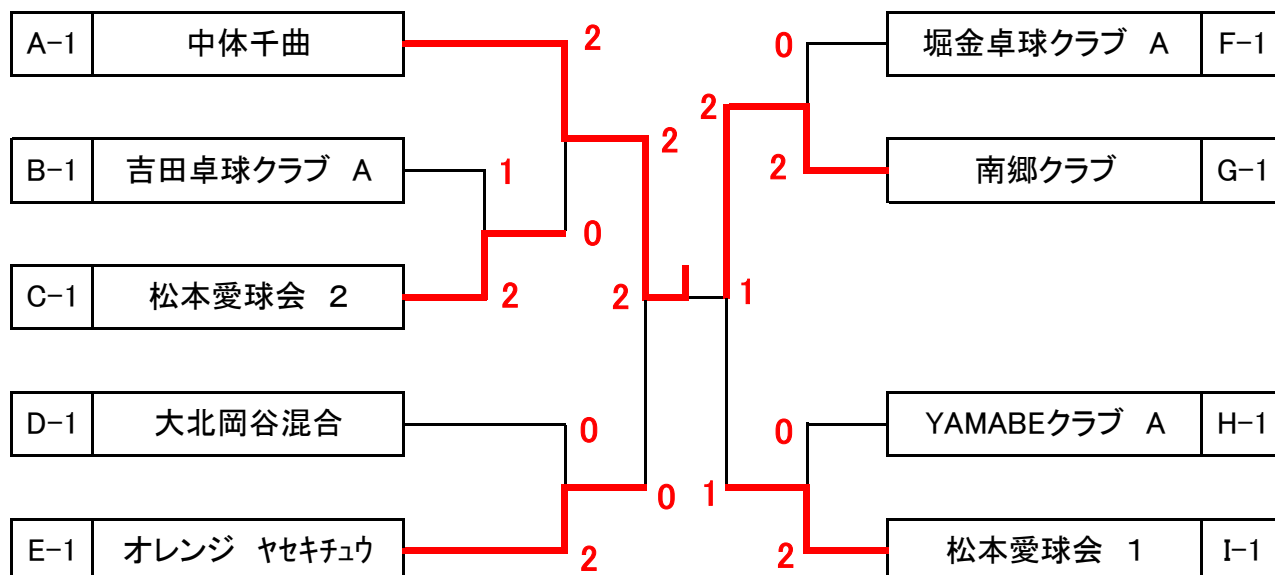 A-1 中体千曲 2 0 堀金卓球クラブ A F-1
2 2
B-1 吉田卓球クラブ A 1 2 南郷クラブ G-1
0
C-1 松本愛球会 2 2 2 1
D-1 大北岡谷混合 0 0 YAMABEクラブ A H-1
0 1
E-1 オレンジ ヤセキチュウ 2 2 松本愛球会 1 I-1